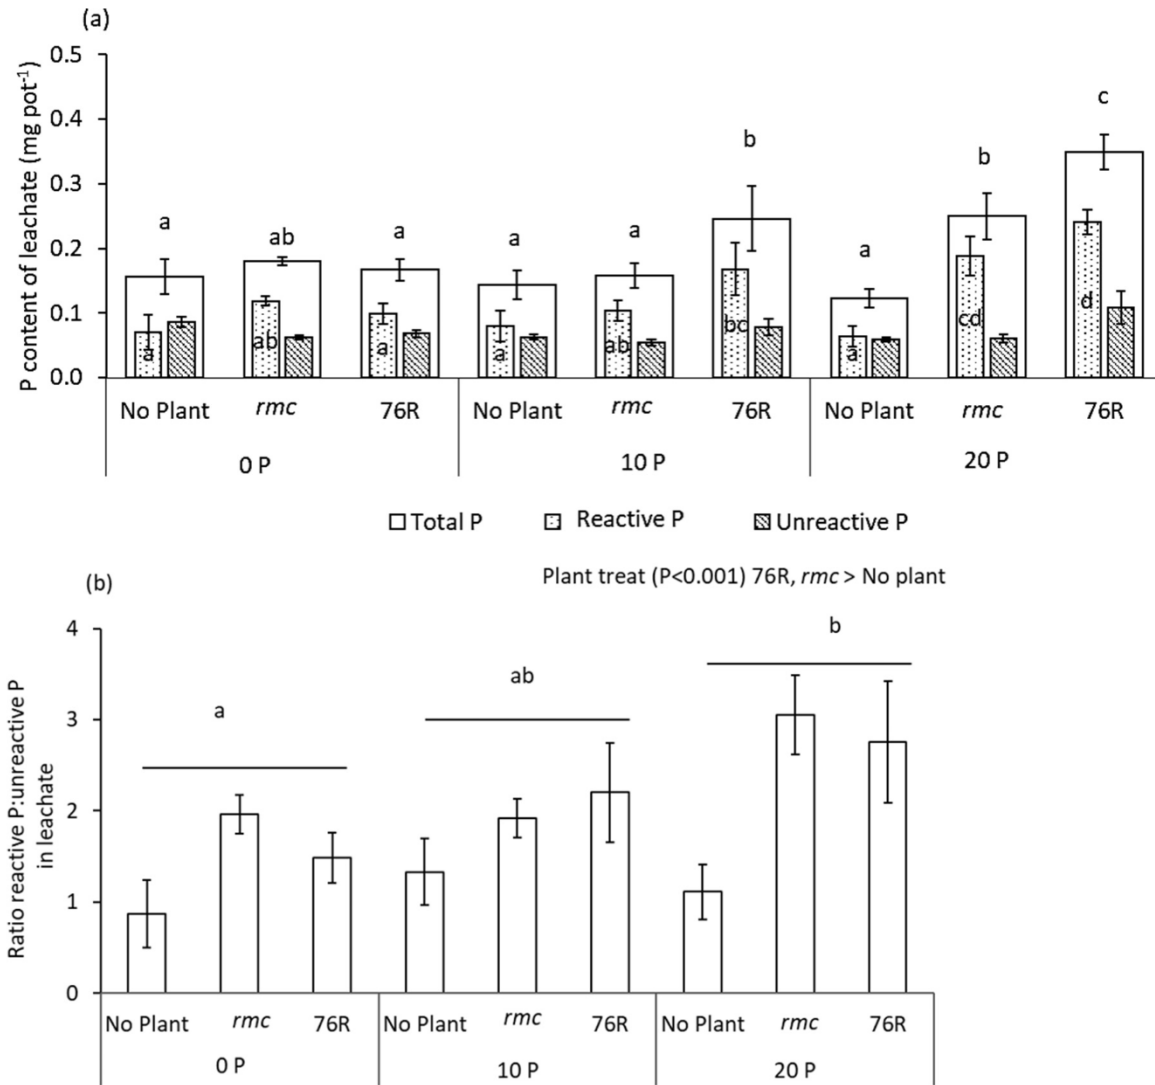 (a)
P content of leachate (mg pot⁻¹)
0.5
0.4
0.3
0.2
0.1
0.0
a
ab
a
a
a
b
a
b
c
a
ab
a
a
ab
bc
a
cd
d
No Plant rmc 76R No Plant rmc 76R No Plant rmc 76R
0 P 10 P 20 P
Total P Reactive P Unreactive P
Plant treat (P<0.001) 76R, rmc > No plant
(b)
Ratio reactive P:unreactive P
in leachate
4
3
2
1
0
a
ab
b
No Plant rmc 76R No Plant rmc 76R No Plant rmc 76R
0 P 10 P 20 P